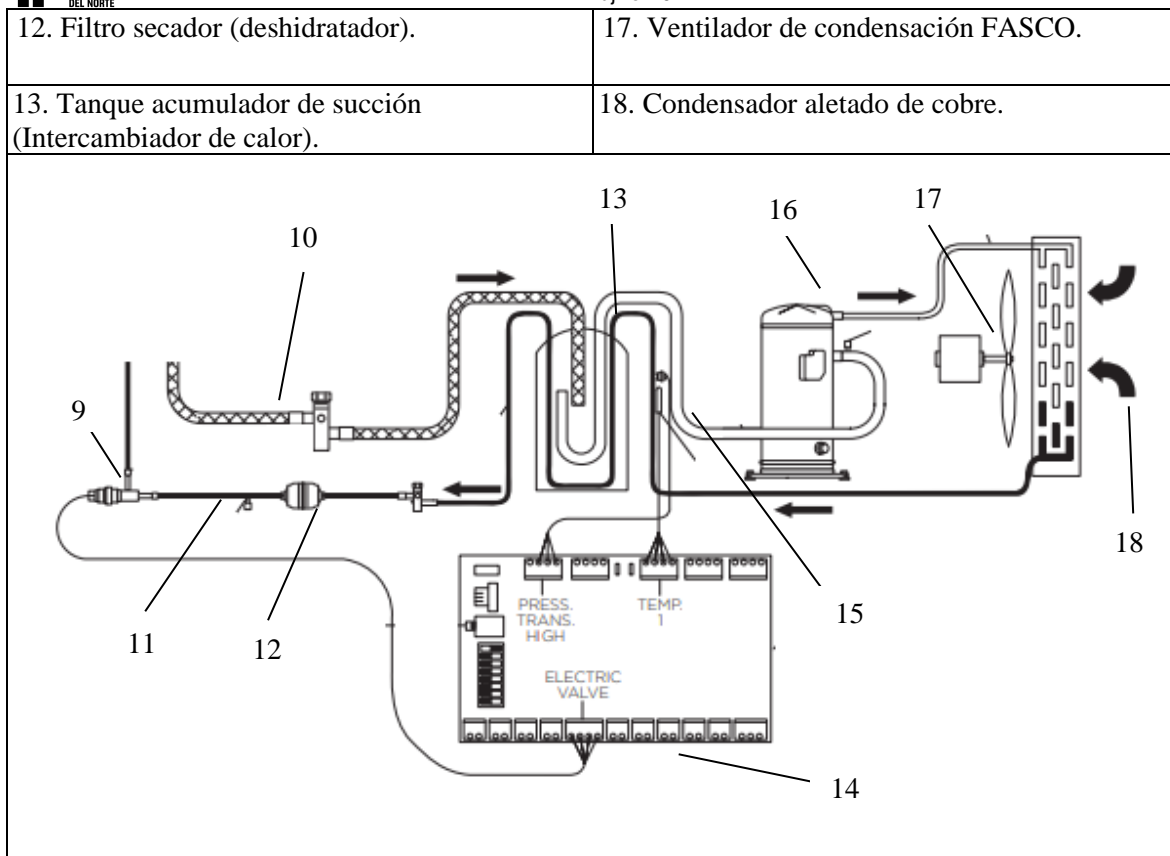 DEL NORTE
12. Filtro secador (deshidratador).
17. Ventilador de condensación FASCO.
13. Tanque acumulador de succión
(Intercambiador de calor).
18. Condensador aletado de cobre.
13
16
17
10
9
18
11
12
15
PRESS.
TRANS.
HIGH
TEMP.
1
ELECTRIC
VALVE
14